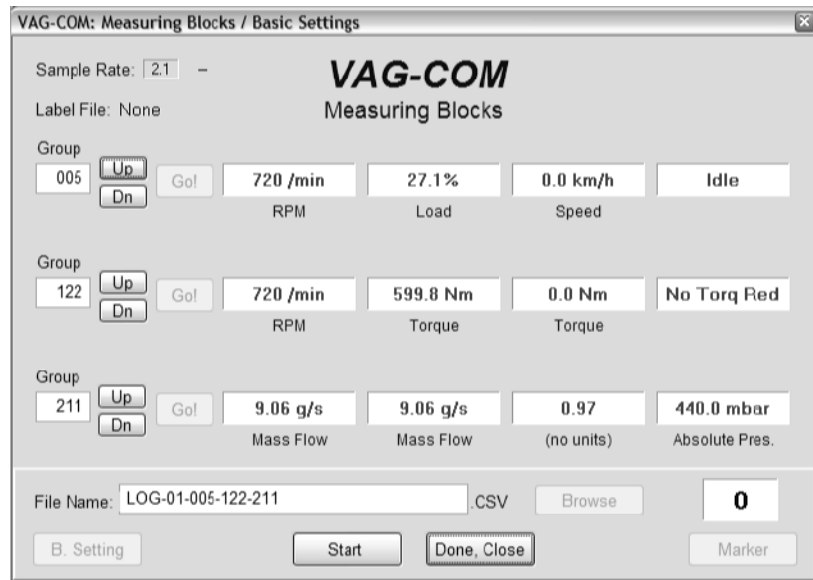 VAG-COM: Measuring Blocks / Basic Settings
Sample Rate: 2.1 –
VAG-COM
Label File: None
Measuring Blocks
Group
005 Up Dn Go! 720 /min 27.1% 0.0 km/h Idle
RPM Load Speed
Group
122 Up Dn Go! 720 /min 599.8 Nm 0.0 Nm No Torq Red
RPM Torque Torque
Group
211 Up Dn Go! 9.06 g/s 9.06 g/s 0.97 440.0 mbar
Mass Flow Mass Flow (no units) Absolute Pres.
File Name: LOG-01-005-122-211 .CSV Browse 0
B. Setting Start Done, Close Marker